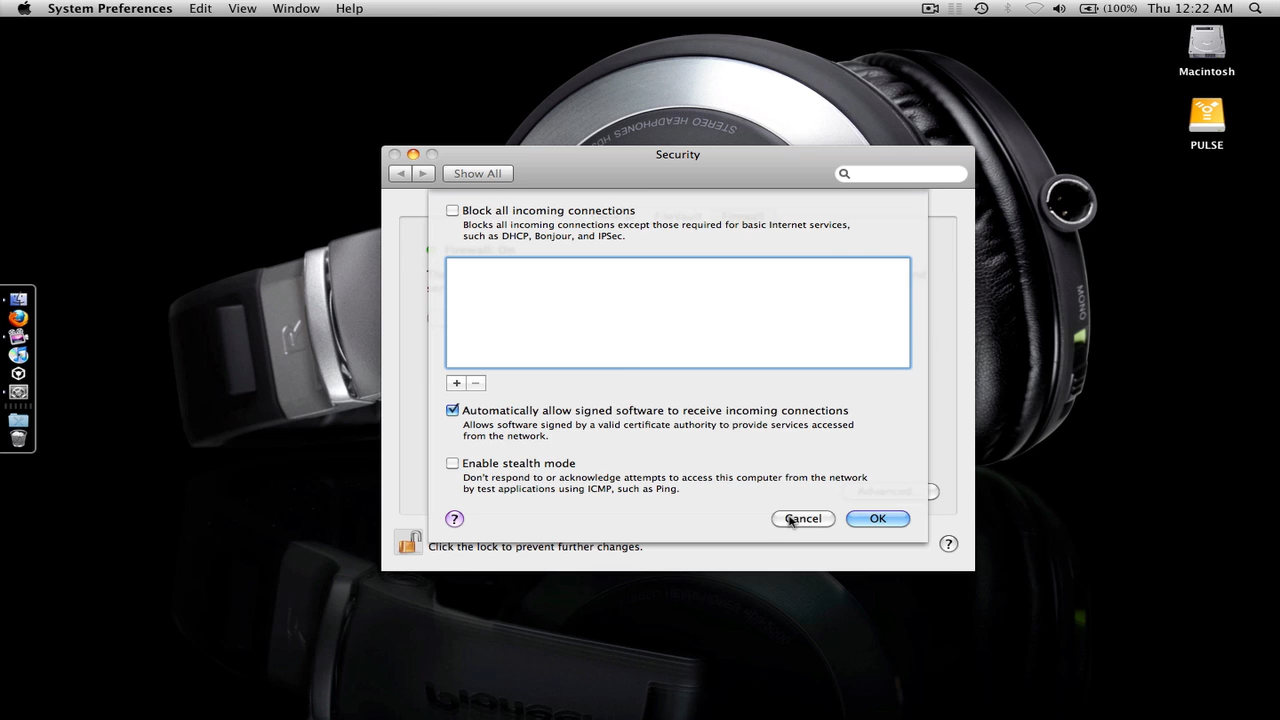 System Preferences Edit View Window Help (100%) Thu 12:22 AM
Macintosh
PULSE
STEREO HEADPHONES
MONO
R
Security
Show All
Block all incoming connections
Blocks all incoming connections except those required for basic Internet services,
such as DHCP, Bonjour, and IPSec.
Firewall: On
+ −
Automatically allow signed software to receive incoming connections
Allows software signed by a valid certificate authority to provide services accessed
from the network.
Enable stealth mode
Don't respond to or acknowledge attempts to access this computer from the network
by test applications using ICMP, such as Ping.
Advanced...
? Cancel OK
Click the lock to prevent further changes. ?